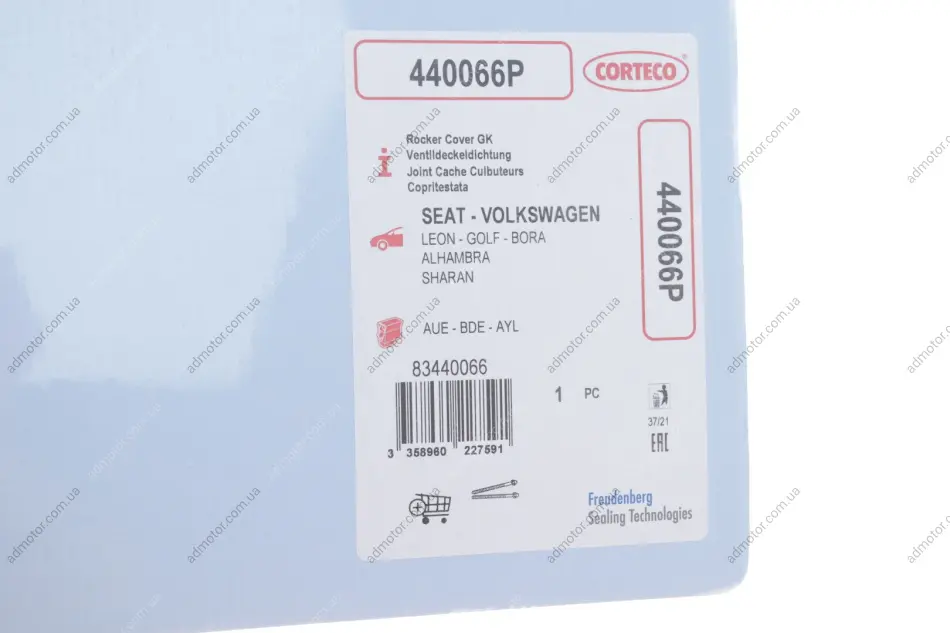 440066P
CORTECO
®
Rocker Cover GK
Ventildeckeldichtung
Joint Cache Culbuteurs
Copritestata
SEAT - VOLKSWAGEN
LEON - GOLF - BORA
ALHAMBRA
SHARAN
440066P
AUE - BDE - AYL
83440066
1 PC
3 358960 227591
37/21
EAC
Freudenberg
Sealing Technologies
admotor.com.ua